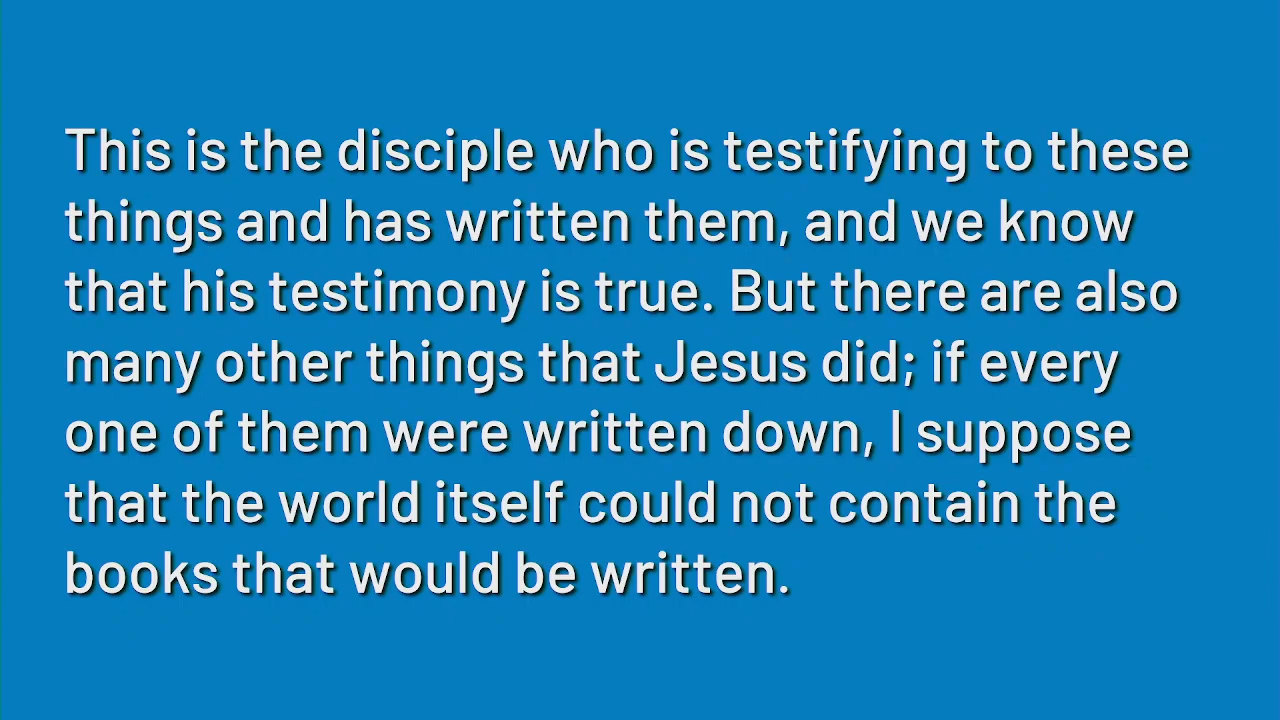 This is the disciple who is testifying to these
things and has written them, and we know
that his testimony is true. But there are also
many other things that Jesus did; if every
one of them were written down, I suppose
that the world itself could not contain the
books that would be written.